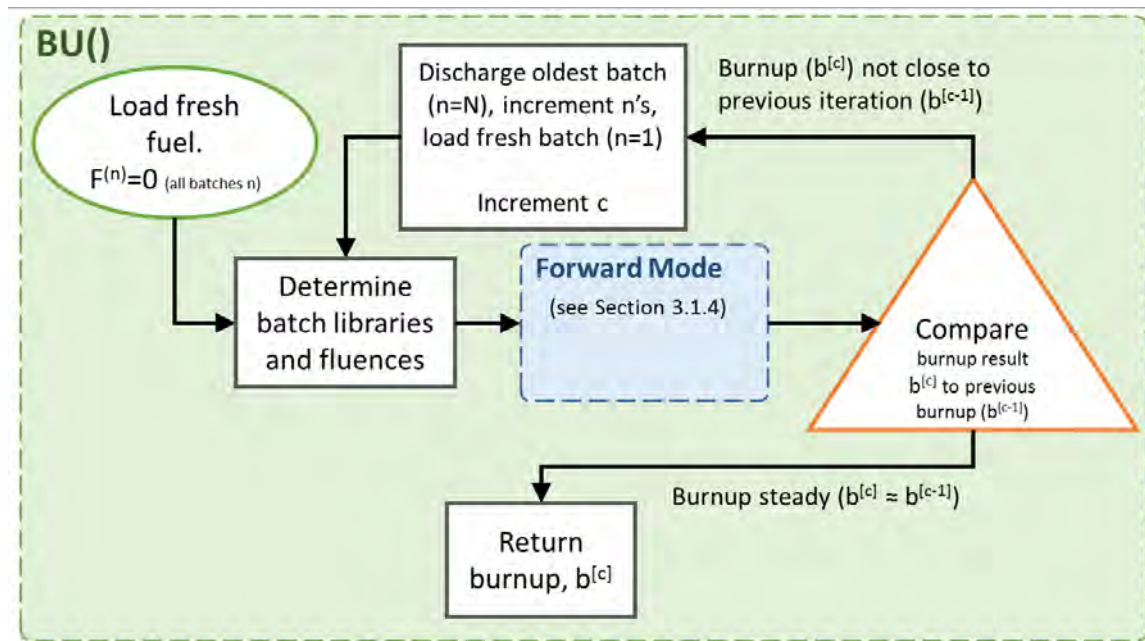 BU()
Load fresh
fuel.
F(n)=0 (all batches n)
Discharge oldest batch
(n=N), increment n's,
load fresh batch (n=1)
Increment c
Burnup (b[c]) not close to
previous iteration (b[c-1])
Determine
batch libraries
and fluences
Forward Mode
(see Section 3.1.4)
Compare
burnup result
b[c] to previous
burnup (b[c-1])
Burnup steady (b[c] ≈ b[c-1])
Return
burnup, b[c]